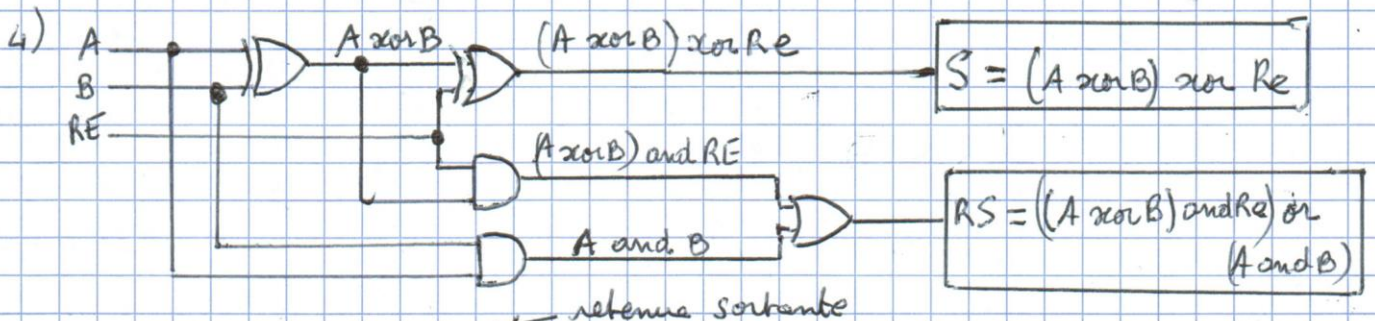 4) A
A xor B
(A xor B) xor Re
S = (A xor B) xor Re
B
RE
(A xor B) and RE
RS = ((A xor B) and Re) or
(A and B)
A and B
retenue sortante